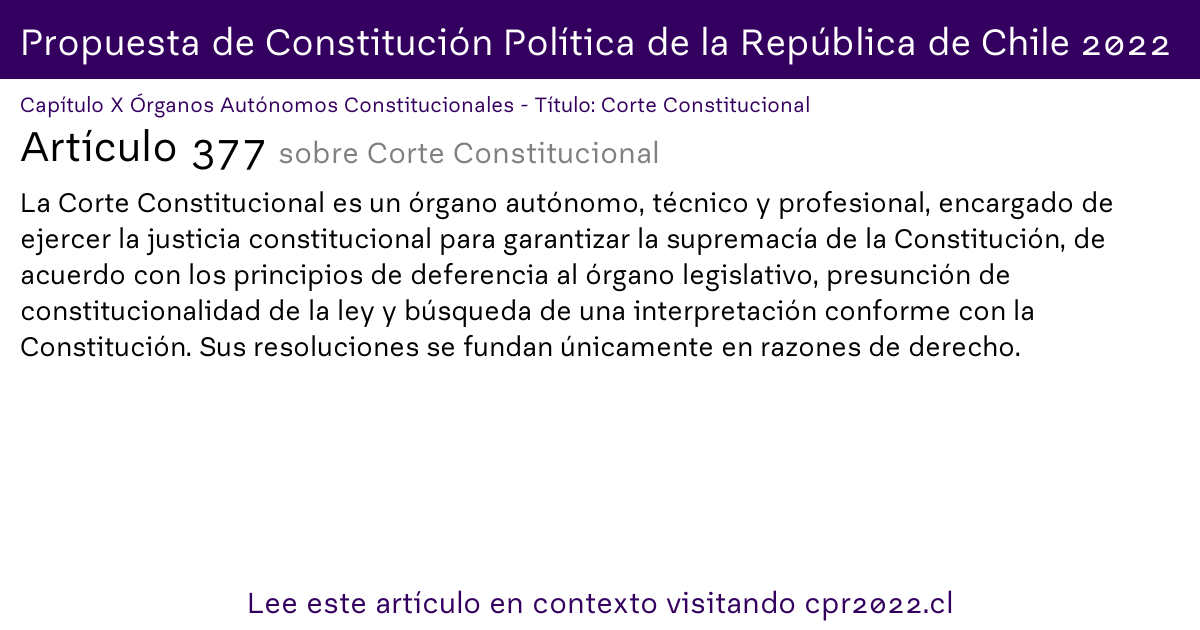 Propuesta de Constitución Política de la República de Chile 2022
Capítulo X Órganos Autónomos Constitucionales - Título: Corte Constitucional
Artículo 377 sobre Corte Constitucional
La Corte Constitucional es un órgano autónomo, técnico y profesional, encargado de
ejercer la justicia constitucional para garantizar la supremacía de la Constitución, de
acuerdo con los principios de deferencia al órgano legislativo, presunción de
constitucionalidad de la ley y búsqueda de una interpretación conforme con la
Constitución. Sus resoluciones se fundan únicamente en razones de derecho.
Lee este artículo en contexto visitando cpr2022.cl